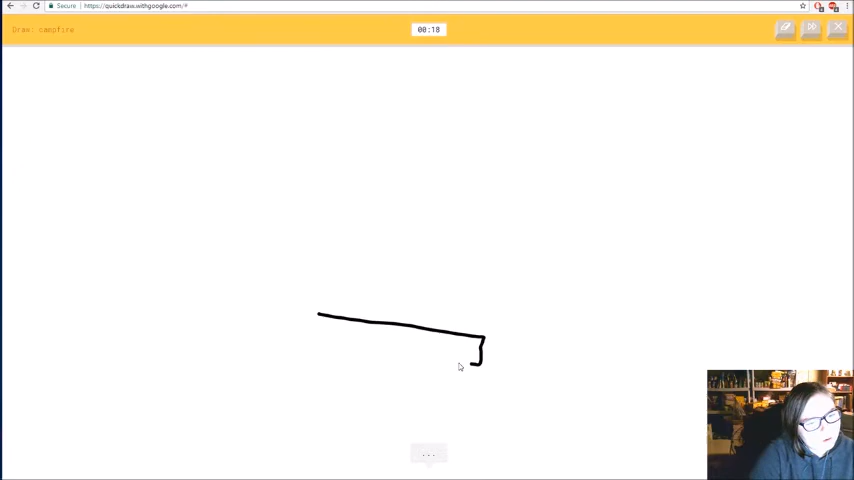 Secure
https://quickdraw.withgoogle.com/#
Draw: campfire
00:18
...